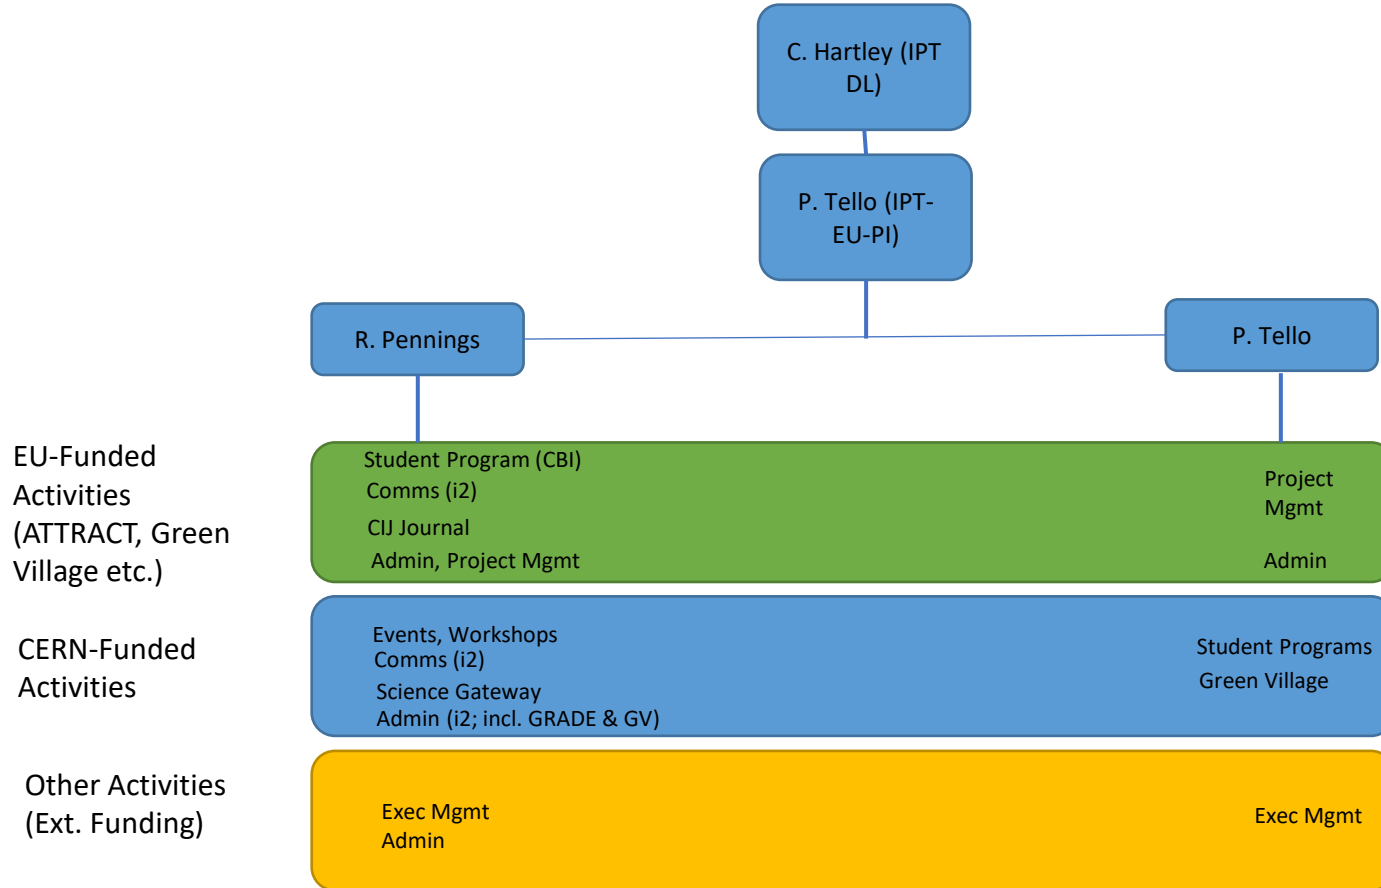 C. Hartley (IPT
DL)
P. Tello (IPT-
EU-PI)
R. Pennings
P. Tello
EU-Funded
Activities
(ATTRACT, Green
Village etc.)
Student Program (CBI)
Comms (i2)
CIJ Journal
Admin, Project Mgmt
Project
Mgmt
Admin
CERN-Funded
Activities
Events, Workshops
Comms (i2)
Science Gateway
Admin (i2; incl. GRADE & GV)
Student Programs
Green Village
Other Activities
(Ext. Funding)
Exec Mgmt
Admin
Exec Mgmt